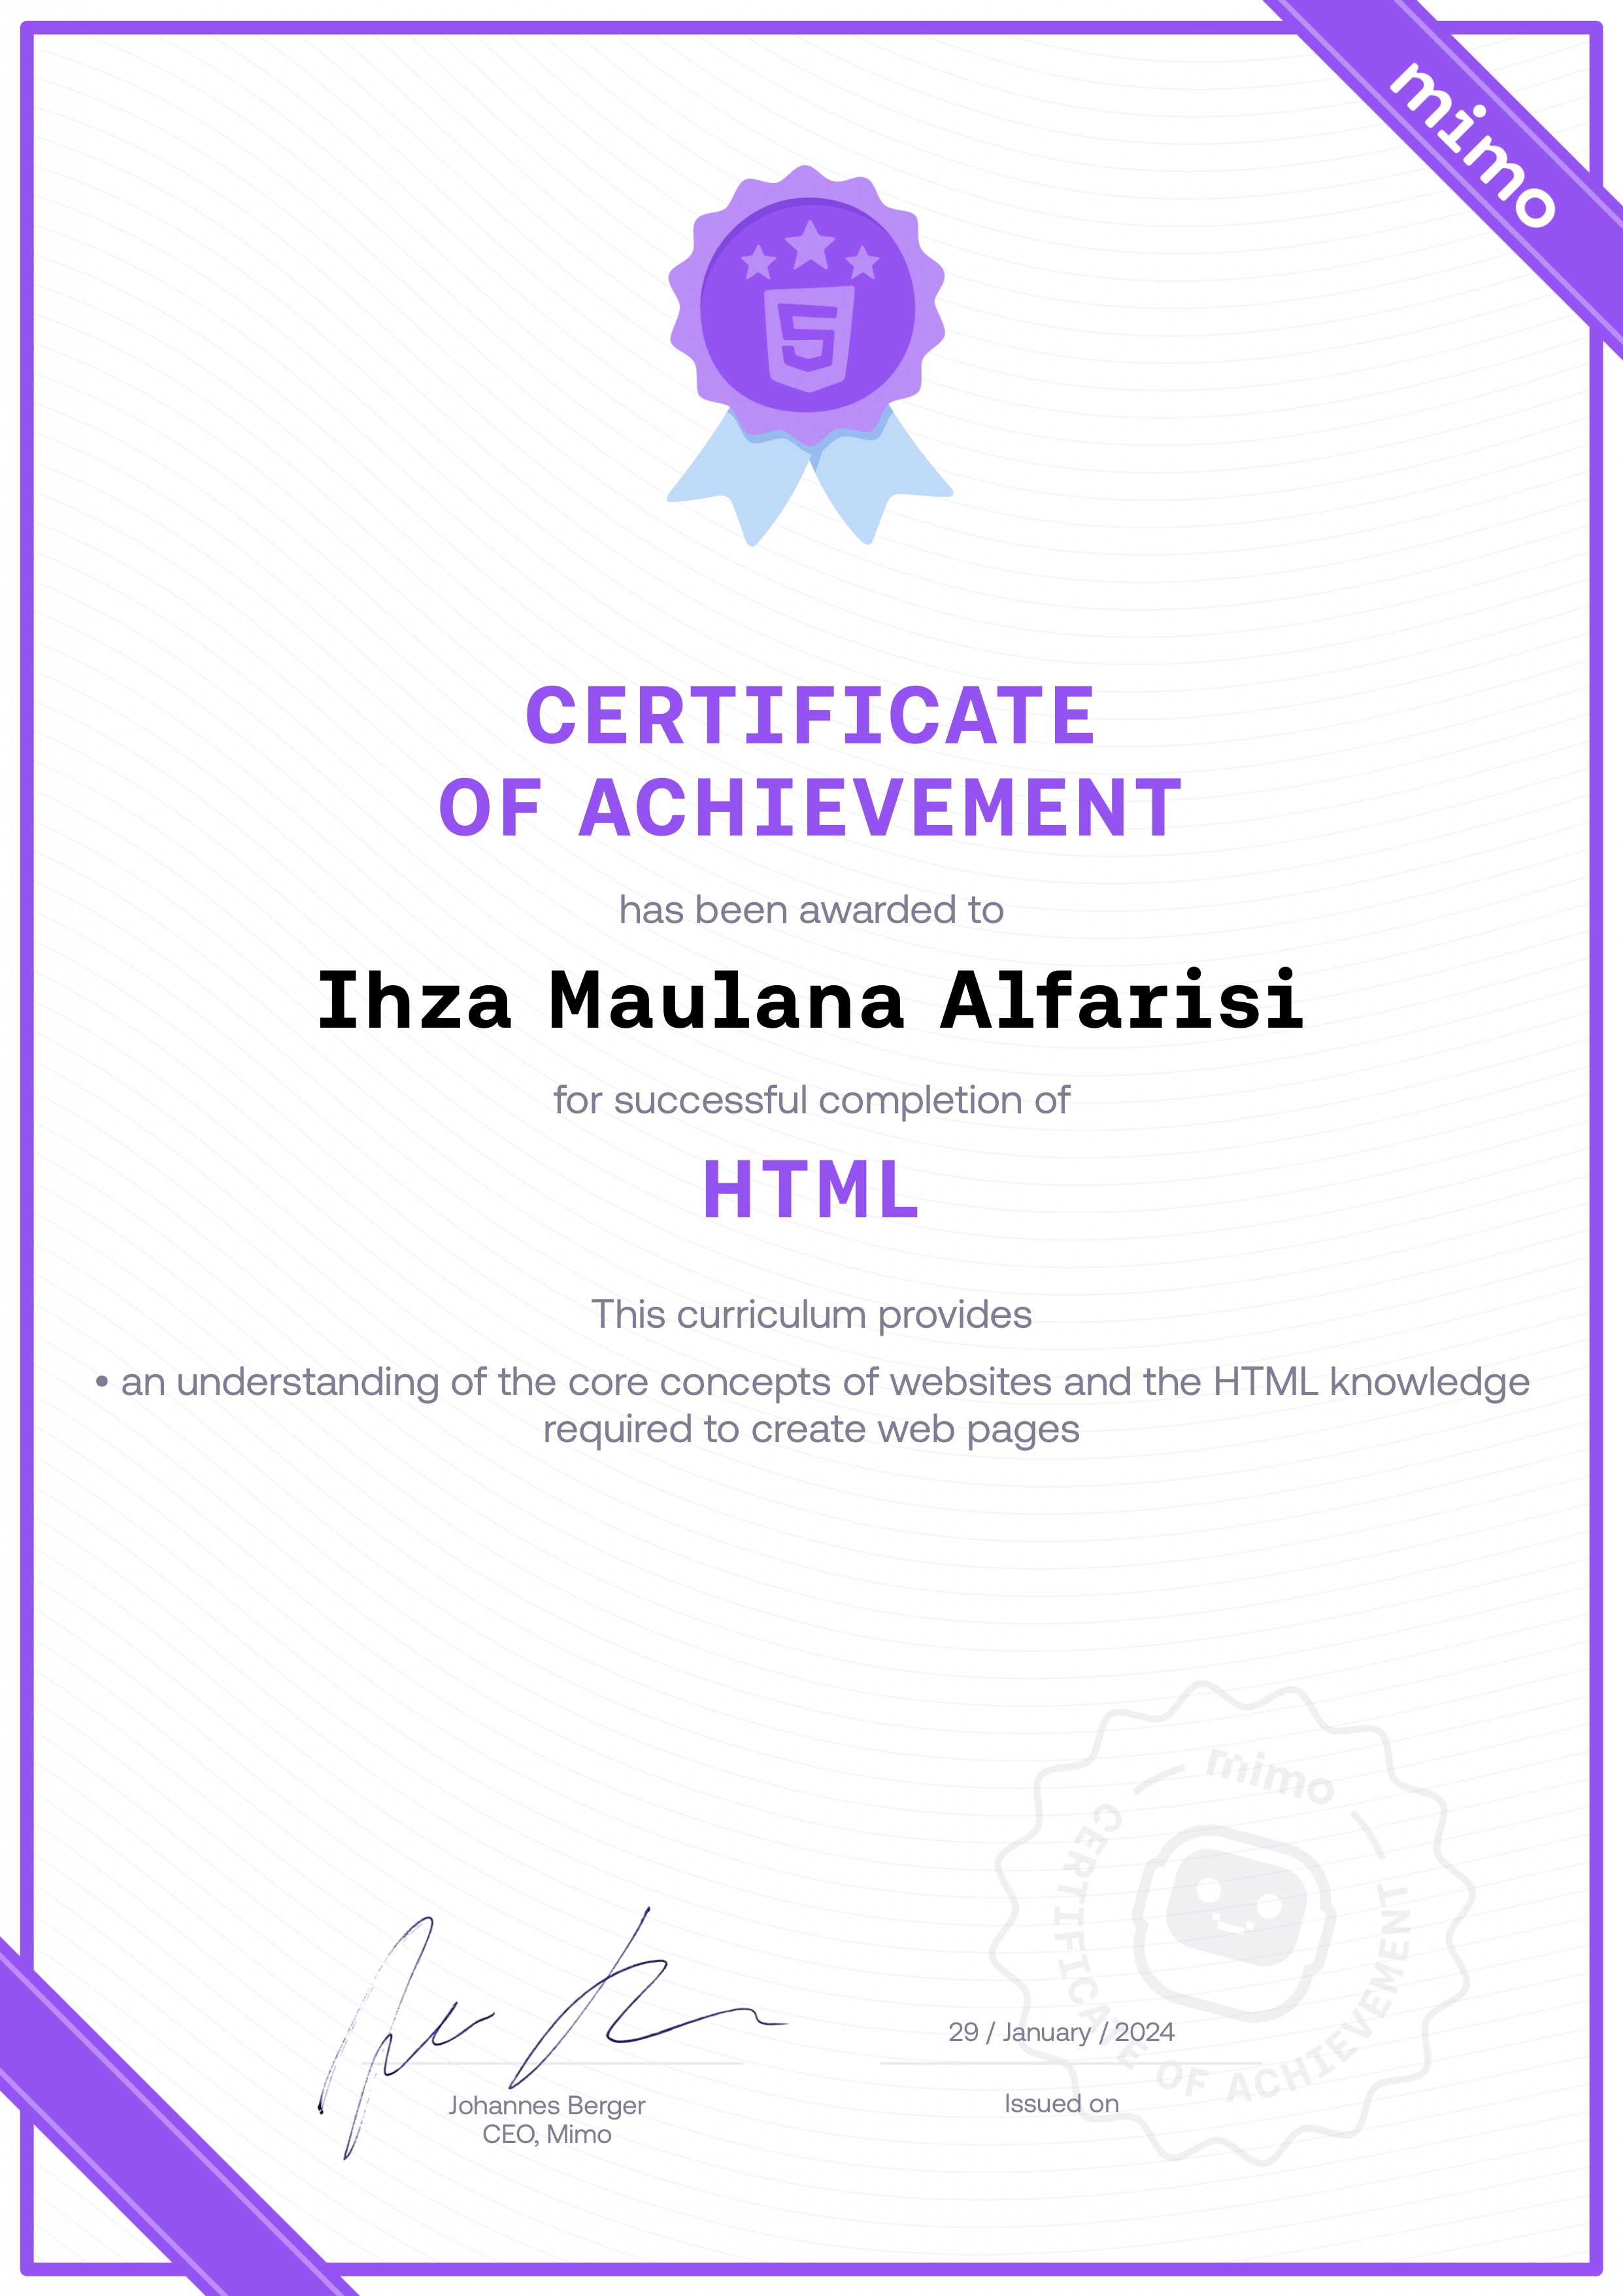 mimo
CERTIFICATE
OF ACHIEVEMENT
has been awarded to
Ihza Maulana Alfarisi
for successful completion of
HTML
This curriculum provides
• an understanding of the core concepts of websites and the HTML knowledge
required to create web pages
mimo
CERTIFICATE OF ACHIEVEMENT
29 / January / 2024
Johannes Berger
CEO, Mimo
Issued on